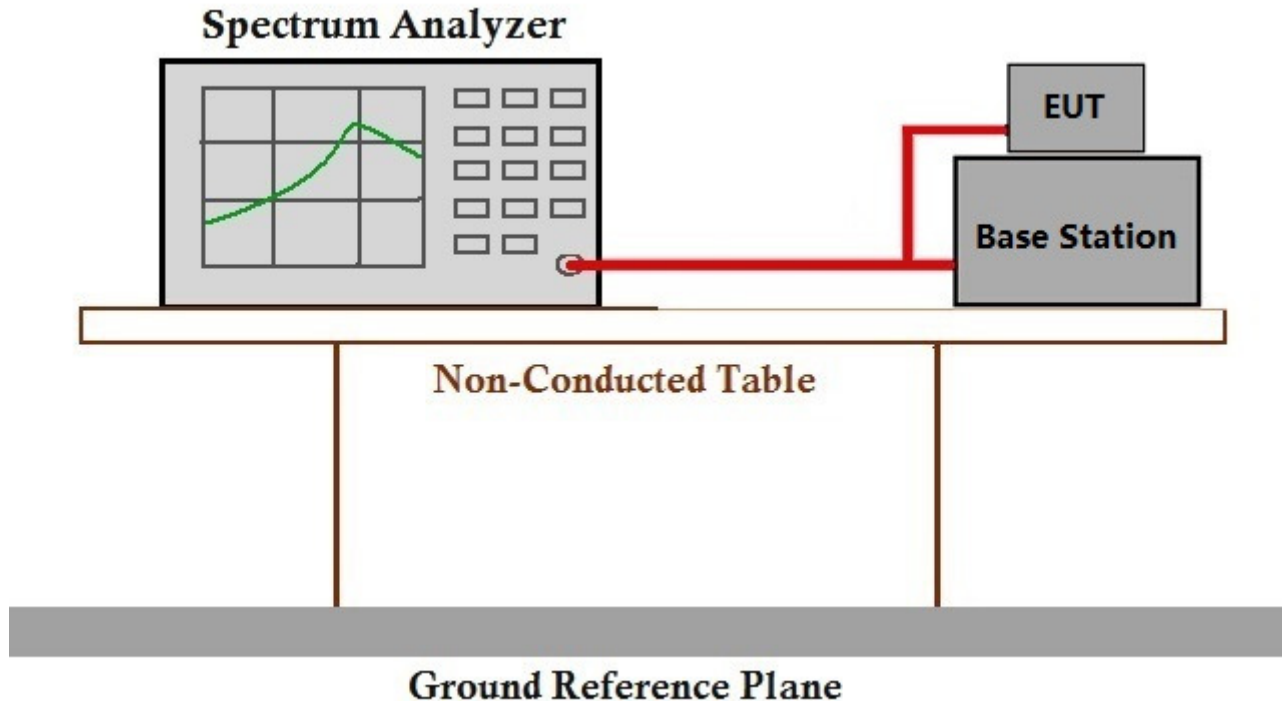 Spectrum Analyzer
EUT
Base Station
Non-Conducted Table
Ground Reference Plane